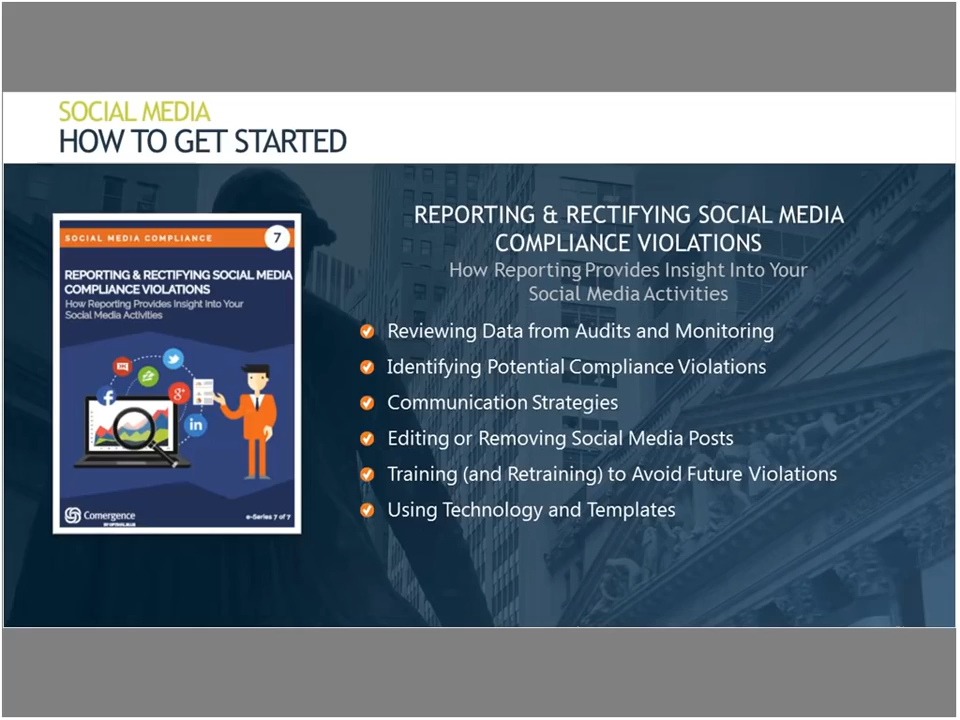 SOCIAL MEDIA
HOW TO GET STARTED
SOCIAL MEDIA COMPLIANCE
7
REPORTING & RECTIFYING SOCIAL MEDIA
COMPLIANCE VIOLATIONS
How Reporting Provides Insight Into Your
Social Media Activities
f
g+
in
Comergence
e-Series 7 of 7
REPORTING & RECTIFYING SOCIAL MEDIA
COMPLIANCE VIOLATIONS
How Reporting Provides Insight Into Your
Social Media Activities
Reviewing Data from Audits and Monitoring
Identifying Potential Compliance Violations
Communication Strategies
Editing or Removing Social Media Posts
Training (and Retraining) to Avoid Future Violations
Using Technology and Templates